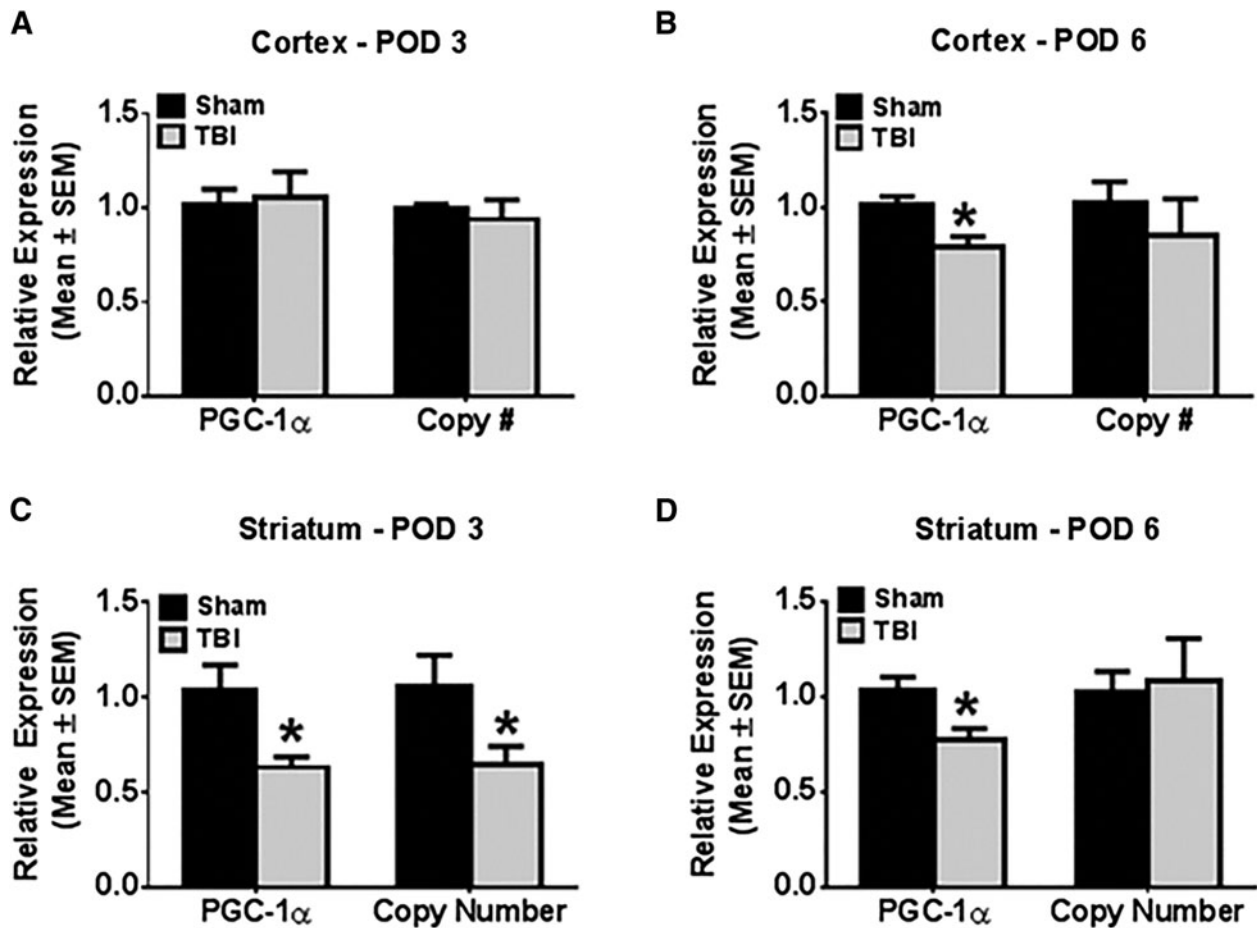 A
Cortex - POD 3
Relative Expression
(Mean ± SEM)
1.5
1.0
0.5
0.0
Sham
TBI
PGC-1α
Copy #
B
Cortex - POD 6
Relative Expression
(Mean ± SEM)
1.5
1.0
0.5
0.0
Sham
TBI
*
PGC-1α
Copy #
C
Striatum - POD 3
Relative Expression
(Mean ± SEM)
1.5
1.0
0.5
0.0
Sham
TBI
*
*
PGC-1α
Copy Number
D
Striatum - POD 6
Relative Expression
(Mean ± SEM)
1.5
1.0
0.5
0.0
Sham
TBI
*
PGC-1α
Copy Number